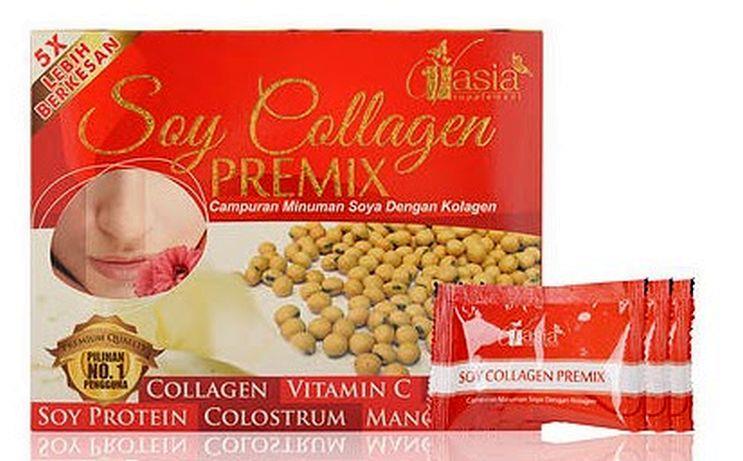 5X
LEBIH
BERKESAN
Vasia
supplement
Soy Collagen
PREMIX
Campuran Minuman Soya Dengan Kolagen
PREMIUM QUALITY
PILIHAN
NO. 1
PENGGUNA
COLLAGEN VITAMIN C
SOY PROTEIN COLOSTRUM
Vasia
SOY COLLAGEN PREMIX
Campuran Minuman Soya Dengan Kolagen